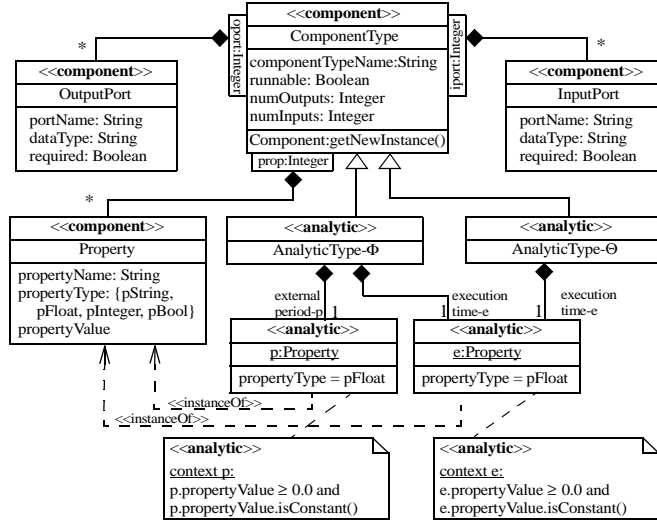 <<component>>
ComponentType
oport:Integer
iport:Integer
componentTypeName:String
runnable: Boolean
numOutputs: Integer
numInputs: Integer
Component:getNewInstance()
prop:Integer
*
<<component>>
OutputPort
portName: String
dataType: String
required: Boolean
*
<<component>>
InputPort
portName: String
dataType: String
required: Boolean
*
<<component>>
Property
propertyName: String
propertyType: {pString,
pFloat, pInteger, pBool}
propertyValue
<<analytic>>
AnalyticType-Φ
<<analytic>>
AnalyticType-Θ
external
period-p
1
execution
time-e
1
execution
time-e
1
<<analytic>>
p:Property
propertyType = pFloat
<<analytic>>
e:Property
propertyType = pFloat
<<instanceOf>>
<<instanceOf>>
<<analytic>>
context p:
p.propertyValue ≥ 0.0 and
p.propertyValue.isConstant()
<<analytic>>
context e:
e.propertyValue ≥ 0.0 and
e.propertyValue.isConstant()